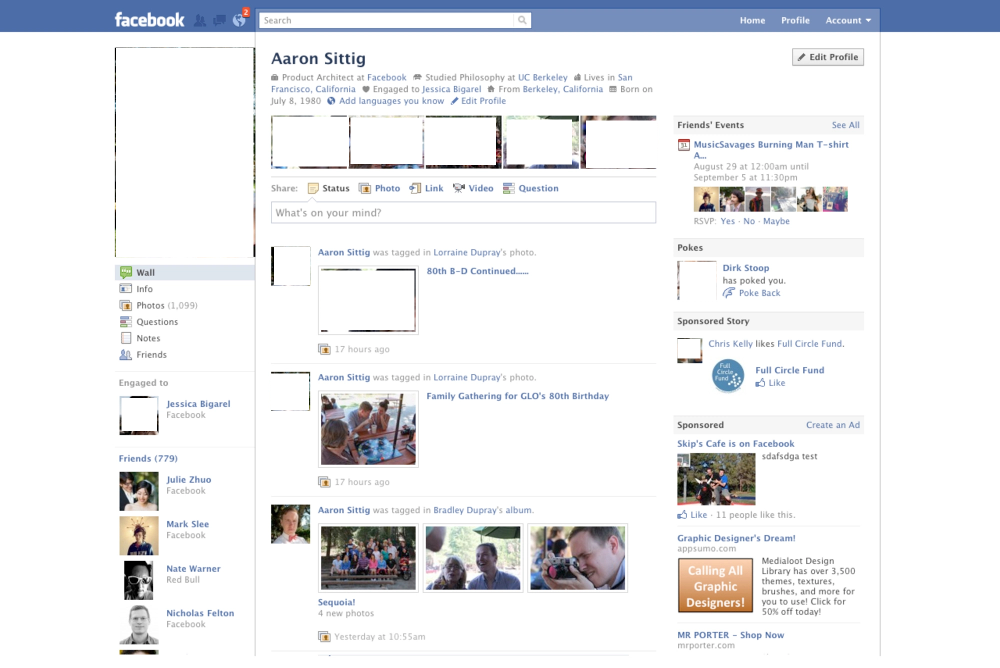 facebook
2
Search
Home Profile Account
Aaron Sittig
Edit Profile
Product Architect at Facebook Studied Philosophy at UC Berkeley Lives in San
Francisco, California Engaged to Jessica Bigarel From Berkeley, California Born on
July 8, 1980 Add languages you know Edit Profile
Share: Status Photo Link Video Question
What's on your mind?
Wall
Info
Photos (1,099)
Questions
Notes
Friends
Engaged to
Jessica Bigarel
Facebook
Friends (779)
Julie Zhuo
Facebook
Mark Slee
Facebook
Nate Warner
Red Bull
Nicholas Felton
Facebook
Aaron Sittig was tagged in Lorraine Dupray's photo.
80th B-D Continued......
17 hours ago
Aaron Sittig was tagged in Lorraine Dupray's photo.
Family Gathering for GLO's 80th Birthday
17 hours ago
Aaron Sittig was tagged in Bradley Dupray's album.
Sequoia!
4 new photos
Yesterday at 10:55am
Friends' Events See All
31
MusicSavages Burning Man T-shirt
A...
August 29 at 12:00am until
September 5 at 11:30pm
RSVP: Yes · No · Maybe
Pokes
Dirk Stoop
has poked you.
Poke Back
Sponsored Story
Chris Kelly likes Full Circle Fund.
Full
Circle
Fund
Full Circle Fund
Like
Sponsored Create an Ad
Skip's Cafe is on Facebook
sdafsdga test
Like · 11 people like this.
Graphic Designer's Dream!
appsumo.com
Calling All
Graphic
Designers!
Medialoot Design
Library has over 3,500
themes, textures,
brushes, and more for
you to use! Click for
50% off today!
MR PORTER – Shop Now
mrporter.com